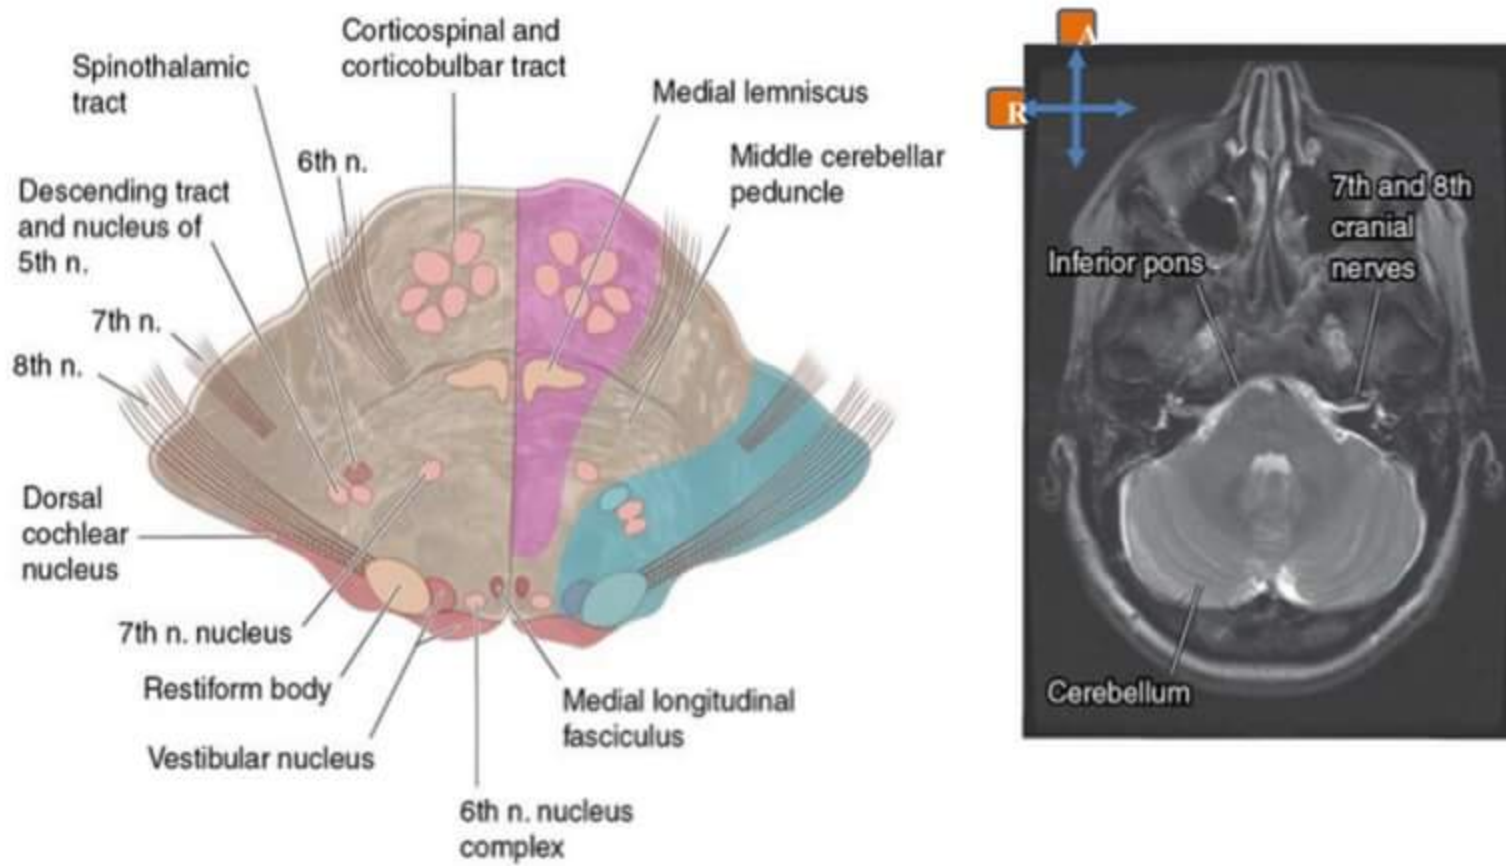 Corticospinal and
corticobulbar tract
Spinothalamic
tract
Medial lemniscus
6th n.
Middle cerebellar
peduncle
Descending tract
and nucleus of
5th n.
7th n.
8th n.
Dorsal
cochlear
nucleus
7th n. nucleus
Restiform body
Vestibular nucleus
Medial longitudinal
fasciculus
6th n. nucleus
complex
A
R
7th and 8th
cranial
nerves
Inferior pons
Cerebellum